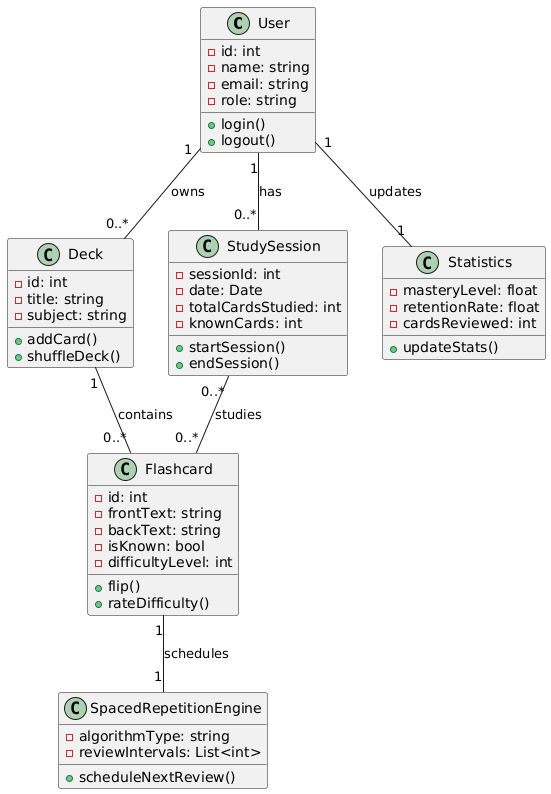 C User
id: int
name: string
email: string
role: string
login()
logout()
1
1
1
owns
has
updates
0..*
0..*
1
C Deck
id: int
title: string
subject: string
addCard()
shuffleDeck()
C StudySession
sessionId: int
date: Date
totalCardsStudied: int
knownCards: int
startSession()
endSession()
C Statistics
masteryLevel: float
retentionRate: float
cardsReviewed: int
updateStats()
1
0..*
contains
studies
0..*
0..*
C Flashcard
id: int
frontText: string
backText: string
isKnown: bool
difficultyLevel: int
flip()
rateDifficulty()
1
schedules
1
C SpacedRepetitionEngine
algorithmType: string
reviewIntervals: List<int>
scheduleNextReview()